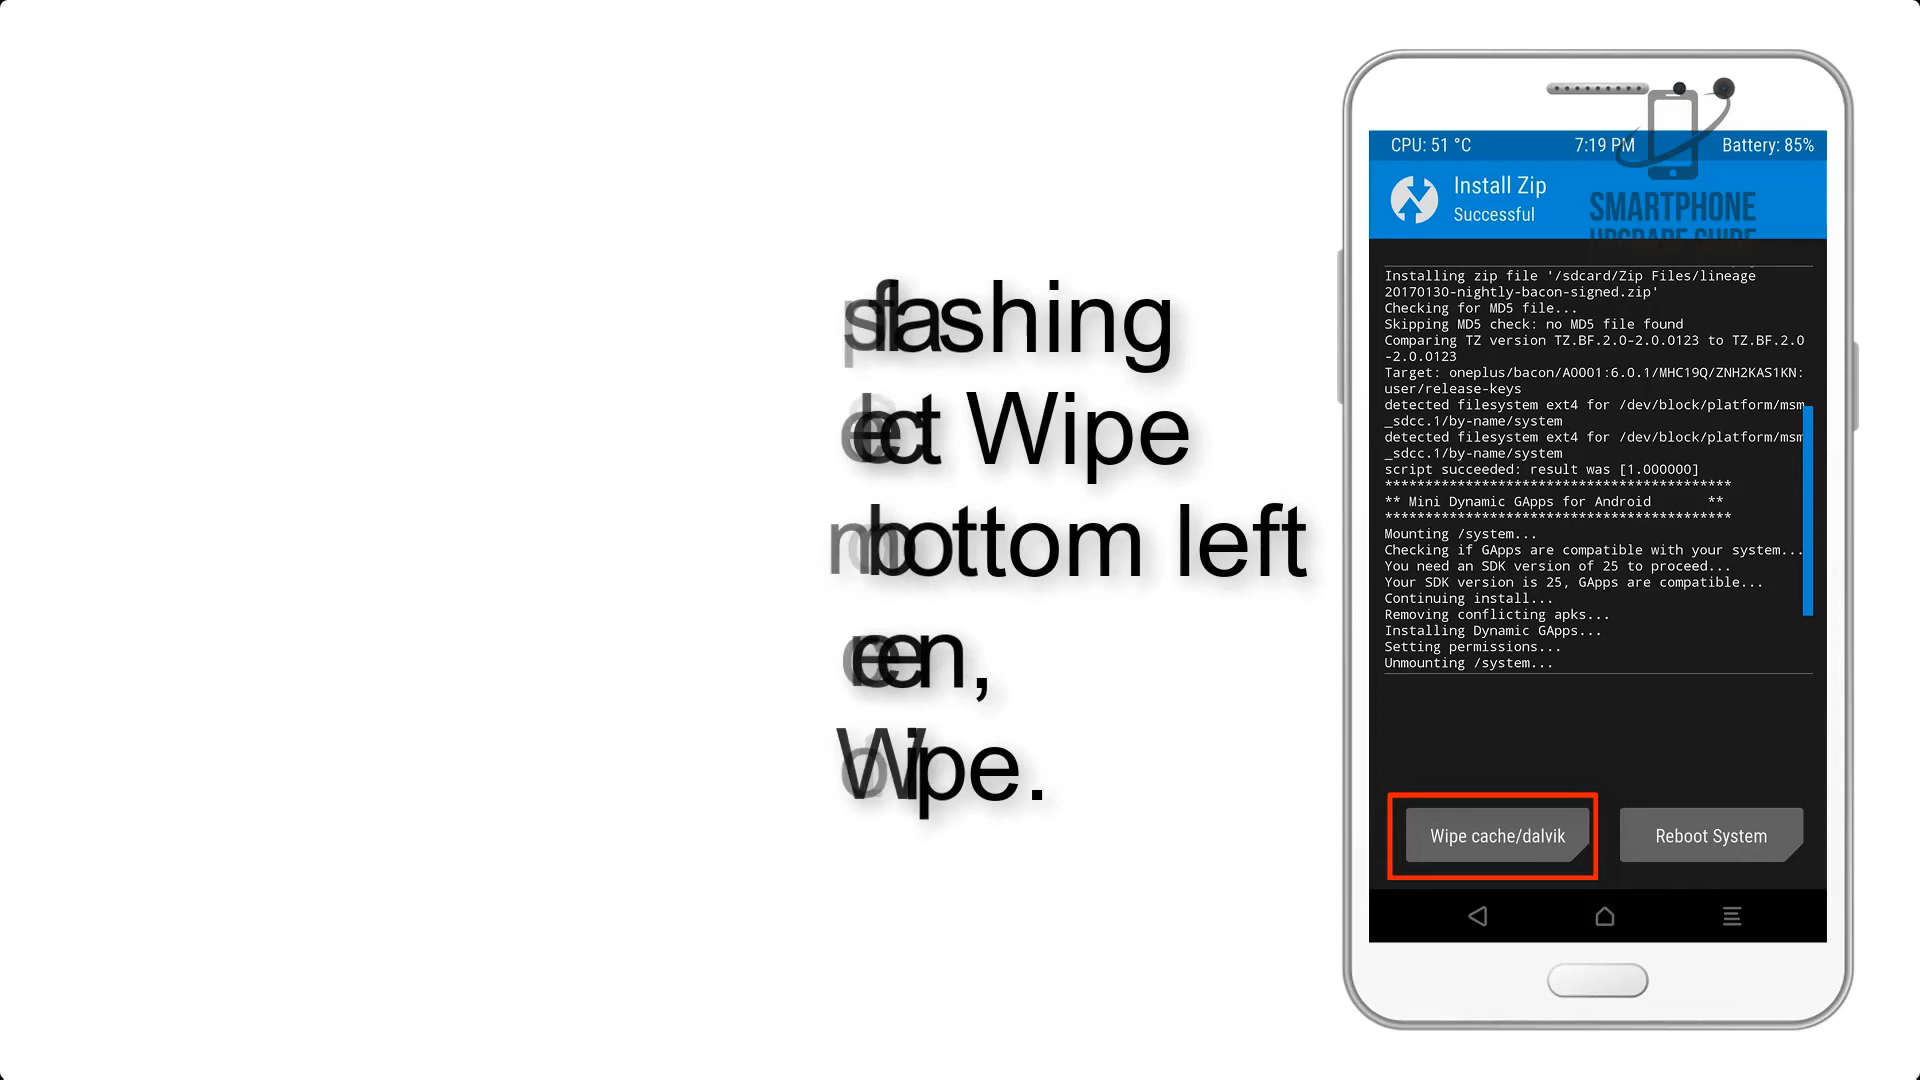 flashing
Wipe
bottom left
Wipe.
CPU: 51 °C 7:19 PM Battery: 85%
Install Zip
Successful
SMARTPHONE
UPGRADE GUIDE
Installing zip file '/sdcard/Zip Files/lineage
20170130-nightly-bacon-signed.zip'
Checking for MD5 file...
Skipping MD5 check: no MD5 file found
Comparing TZ version TZ.BF.2.0-2.0.0123 to TZ.BF.2.0
-2.0.0123
Target: oneplus/bacon/A0001:6.0.1/MHC19Q/ZNH2KAS1KN:
user/release-keys
detected filesystem ext4 for /dev/block/platform/msm
_sdcc.1/by-name/system
detected filesystem ext4 for /dev/block/platform/msm
_sdcc.1/by-name/system
script succeeded: result was [1.000000]
*******************************************
** Mini Dynamic GApps for Android **
*******************************************
Mounting /system...
Checking if GApps are compatible with your system...
You need an SDK version of 25 to proceed...
Your SDK version is 25, GApps are compatible...
Continuing install...
Removing conflicting apks...
Installing Dynamic GApps...
Setting permissions...
Unmounting /system...
Wipe cache/dalvik Reboot System